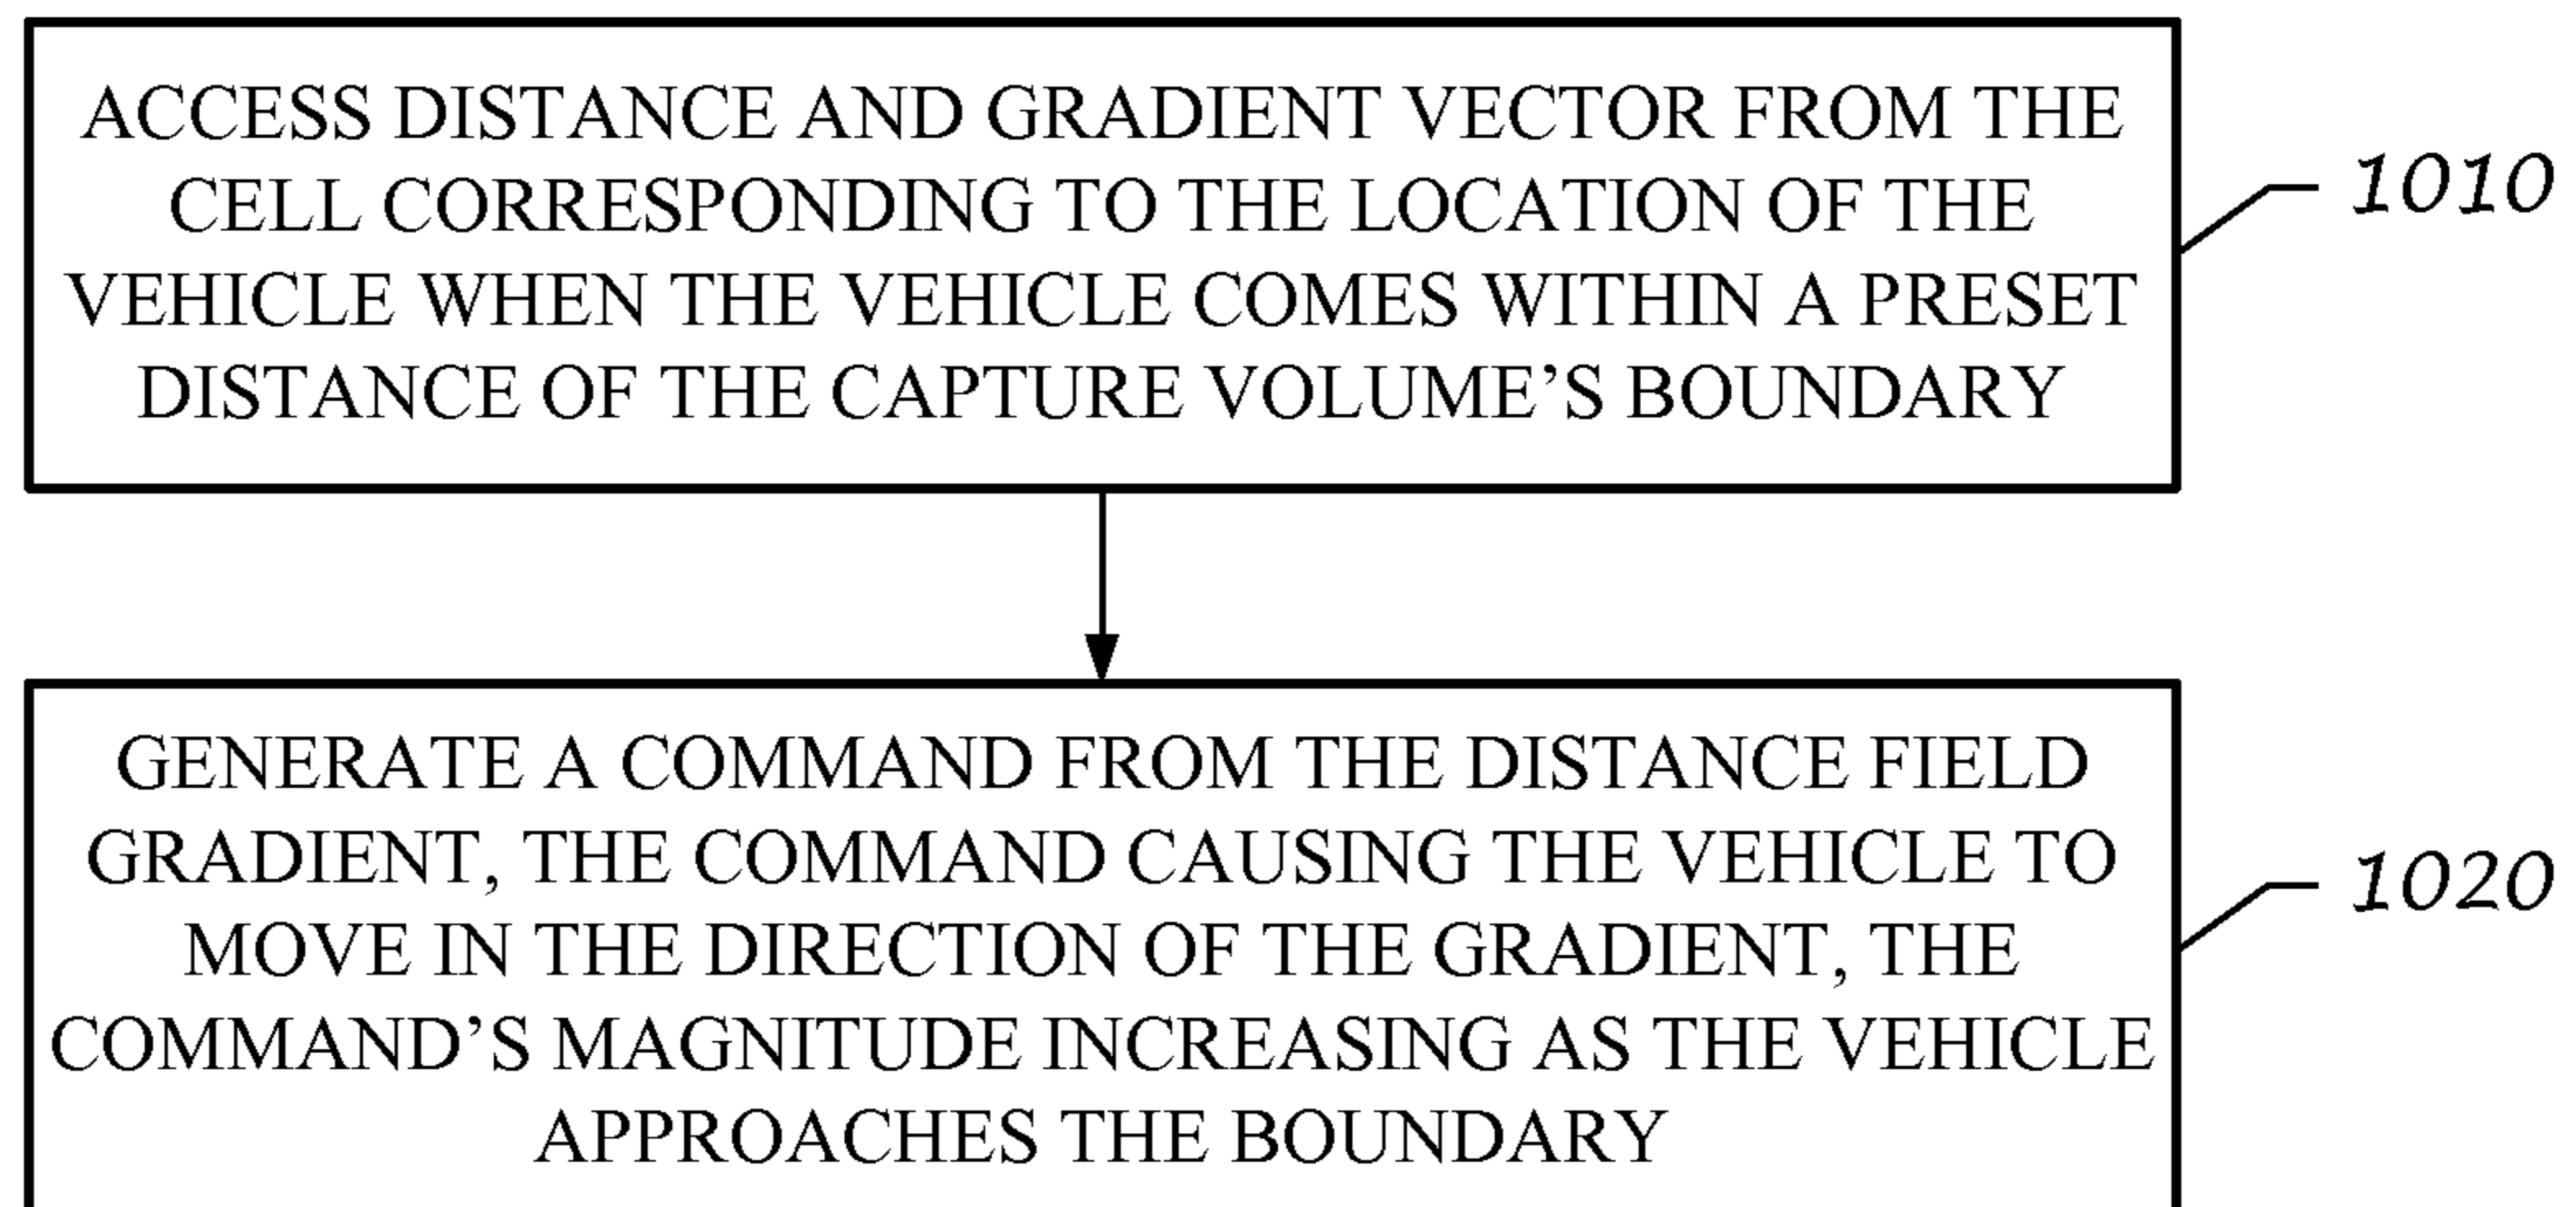 ACCESS DISTANCE AND GRADIENT VECTOR FROM THE
CELL CORRESPONDING TO THE LOCATION OF THE
VEHICLE WHEN THE VEHICLE COMES WITHIN A PRESET
DISTANCE OF THE CAPTURE VOLUME’S BOUNDARY
1010
GENERATE A COMMAND FROM THE DISTANCE FIELD
GRADIENT, THE COMMAND CAUSING THE VEHICLE TO
MOVE IN THE DIRECTION OF THE GRADIENT, THE
COMMAND’S MAGNITUDE INCREASING AS THE VEHICLE
APPROACHES THE BOUNDARY
1020